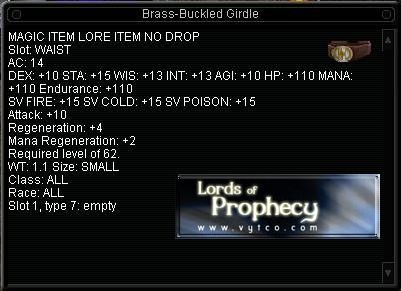 Brass-Buckled Girdle
MAGIC ITEM LORE ITEM NO DROP
Slot: WAIST
AC: 14
DEX: +10 STA: +15 WIS: +13 INT: +13 AGI: +10 HP: +110 MANA:
+110 Endurance: +110
SV FIRE: +15 SV COLD: +15 SV POISON: +15
Attack: +10
Regeneration: +4
Mana Regeneration: +2
Required level of 62.
WT: 1.1 Size: SMALL
Class: ALL
Race: ALL
Slot 1, type 7: empty
Lords of
Prophecy
www.vytco.com